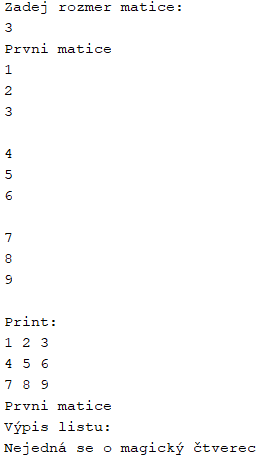 Zadej rozmer matice:
3
Prvni matice
1
2
3
4
5
6
7
8
9
Print:
1 2 3
4 5 6
7 8 9
Prvni matice
Výpis listu:
Nejedná se o magický čtverec